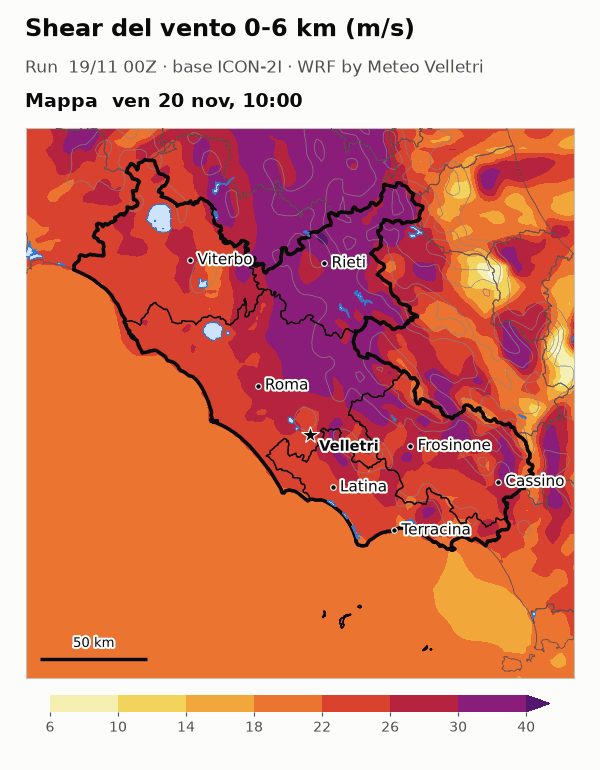 Shear del vento 0-6 km (m/s)
Run 19/11 00Z · base ICON-2I · WRF by Meteo Velletri
Mappa ven 20 nov, 10:00
Viterbo
Rieti
Roma
Velletri
Frosinone
Cassino
Latina
Terracina
50 km
6 10 14 18 22 26 30 40